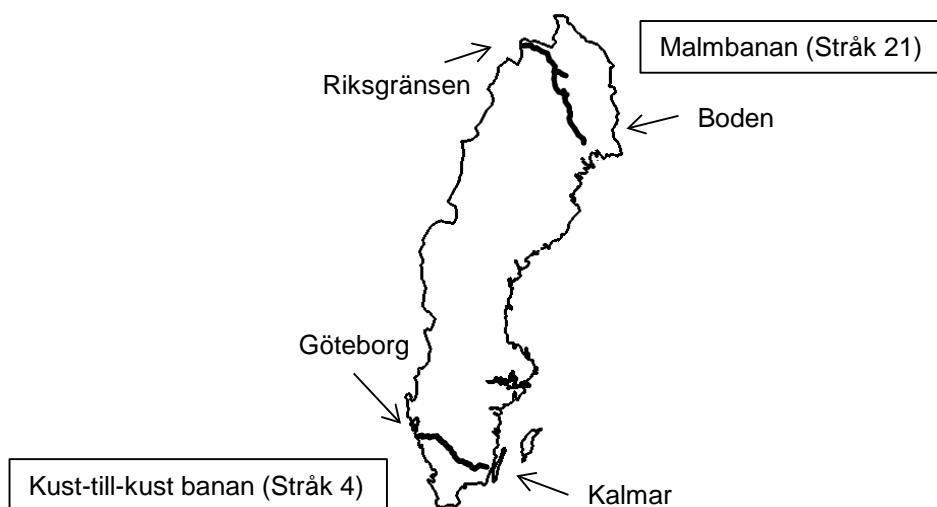 Malmbanan (Stråk 21)
Riksgränsen
Boden
Göteborg
Kust-till-kust banan (Stråk 4)
Kalmar